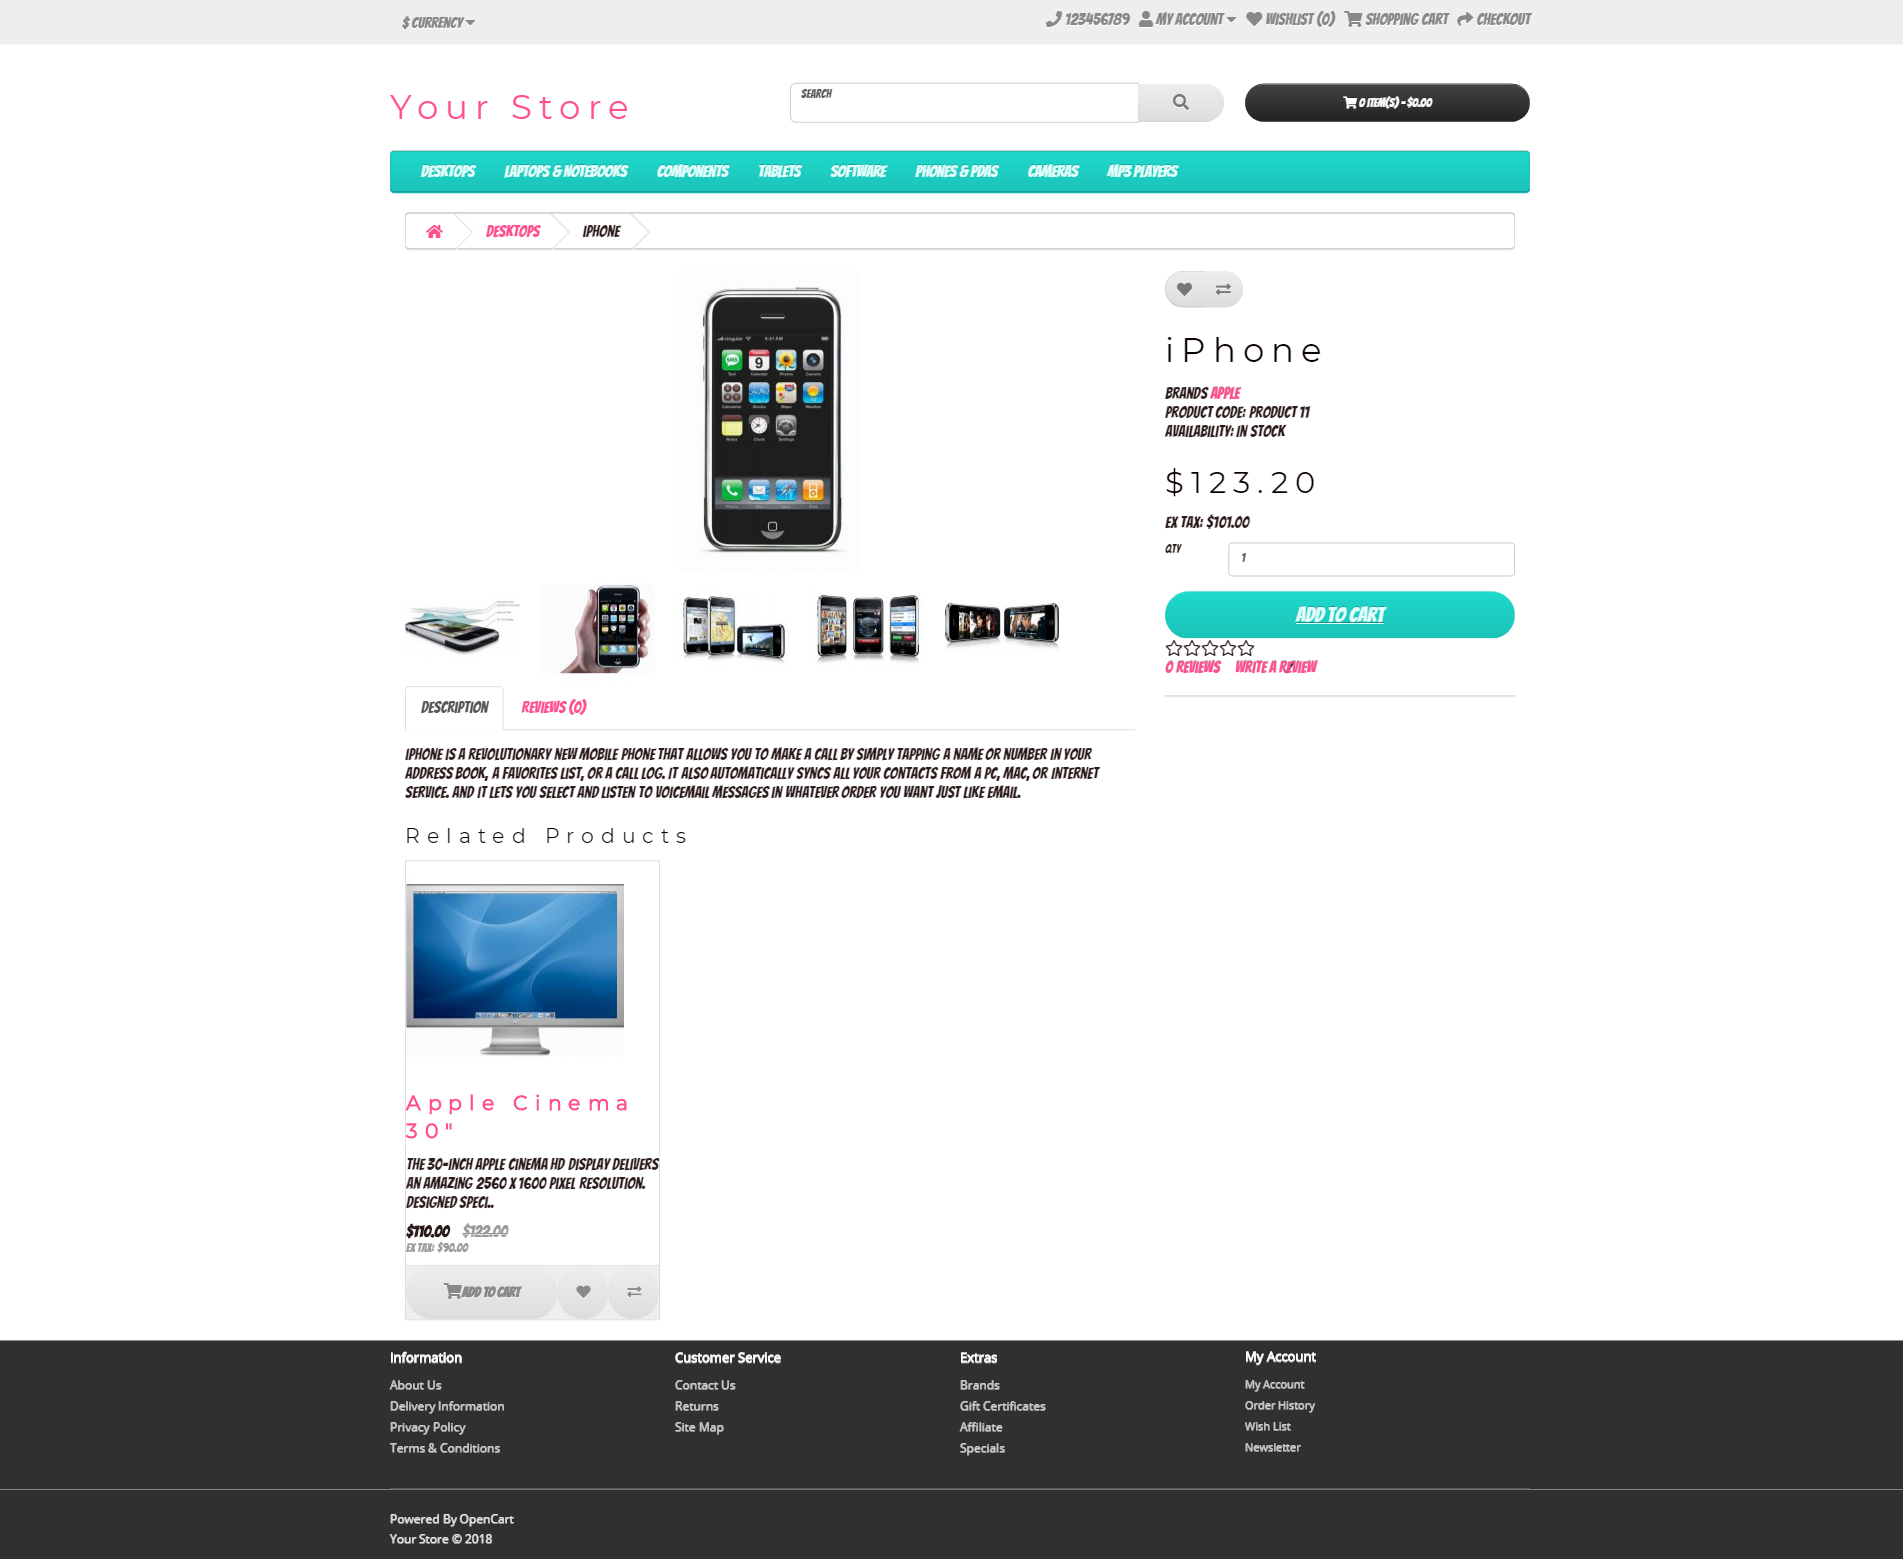 $ CURRENCY
123456789 MY ACCOUNT WISHLIST (0) SHOPPING CART CHECKOUT
Your Store
SEARCH
0 ITEM(S) - $0.00
DESKTOPS LAPTOPS & NOTEBOOKS COMPONENTS TABLETS SOFTWARE PHONES & PDAS CAMERAS MP3 PLAYERS
DESKTOPS IPHONE
iPhone
BRANDS APPLE
PRODUCT CODE: PRODUCT 11
AVAILABILITY: IN STOCK
$123.20
EX TAX: $101.00
QTY 1
ADD TO CART
0 REVIEWS WRITE A REVIEW
DESCRIPTION REVIEWS (0)
IPHONE IS A REVOLUTIONARY NEW MOBILE PHONE THAT ALLOWS YOU TO MAKE A CALL BY SIMPLY TAPPING A NAME OR NUMBER IN YOUR
ADDRESS BOOK, A FAVORITES LIST, OR A CALL LOG. IT ALSO AUTOMATICALLY SYNCS ALL YOUR CONTACTS FROM A PC, MAC, OR INTERNET
SERVICE. AND IT LETS YOU SELECT AND LISTEN TO VOICEMAIL MESSAGES IN WHATEVER ORDER YOU WANT JUST LIKE EMAIL.
Related Products
Apple Cinema
30"
THE 30-INCH APPLE CINEMA HD DISPLAY DELIVERS
AN AMAZING 2560 X 1600 PIXEL RESOLUTION.
DESIGNED SPECI..
$110.00 $122.00
EX TAX: $90.00
ADD TO CART
Information
About Us
Delivery Information
Privacy Policy
Terms & Conditions
Customer Service
Contact Us
Returns
Site Map
Extras
Brands
Gift Certificates
Affiliate
Specials
My Account
My Account
Order History
Wish List
Newsletter
Powered By OpenCart
Your Store © 2018